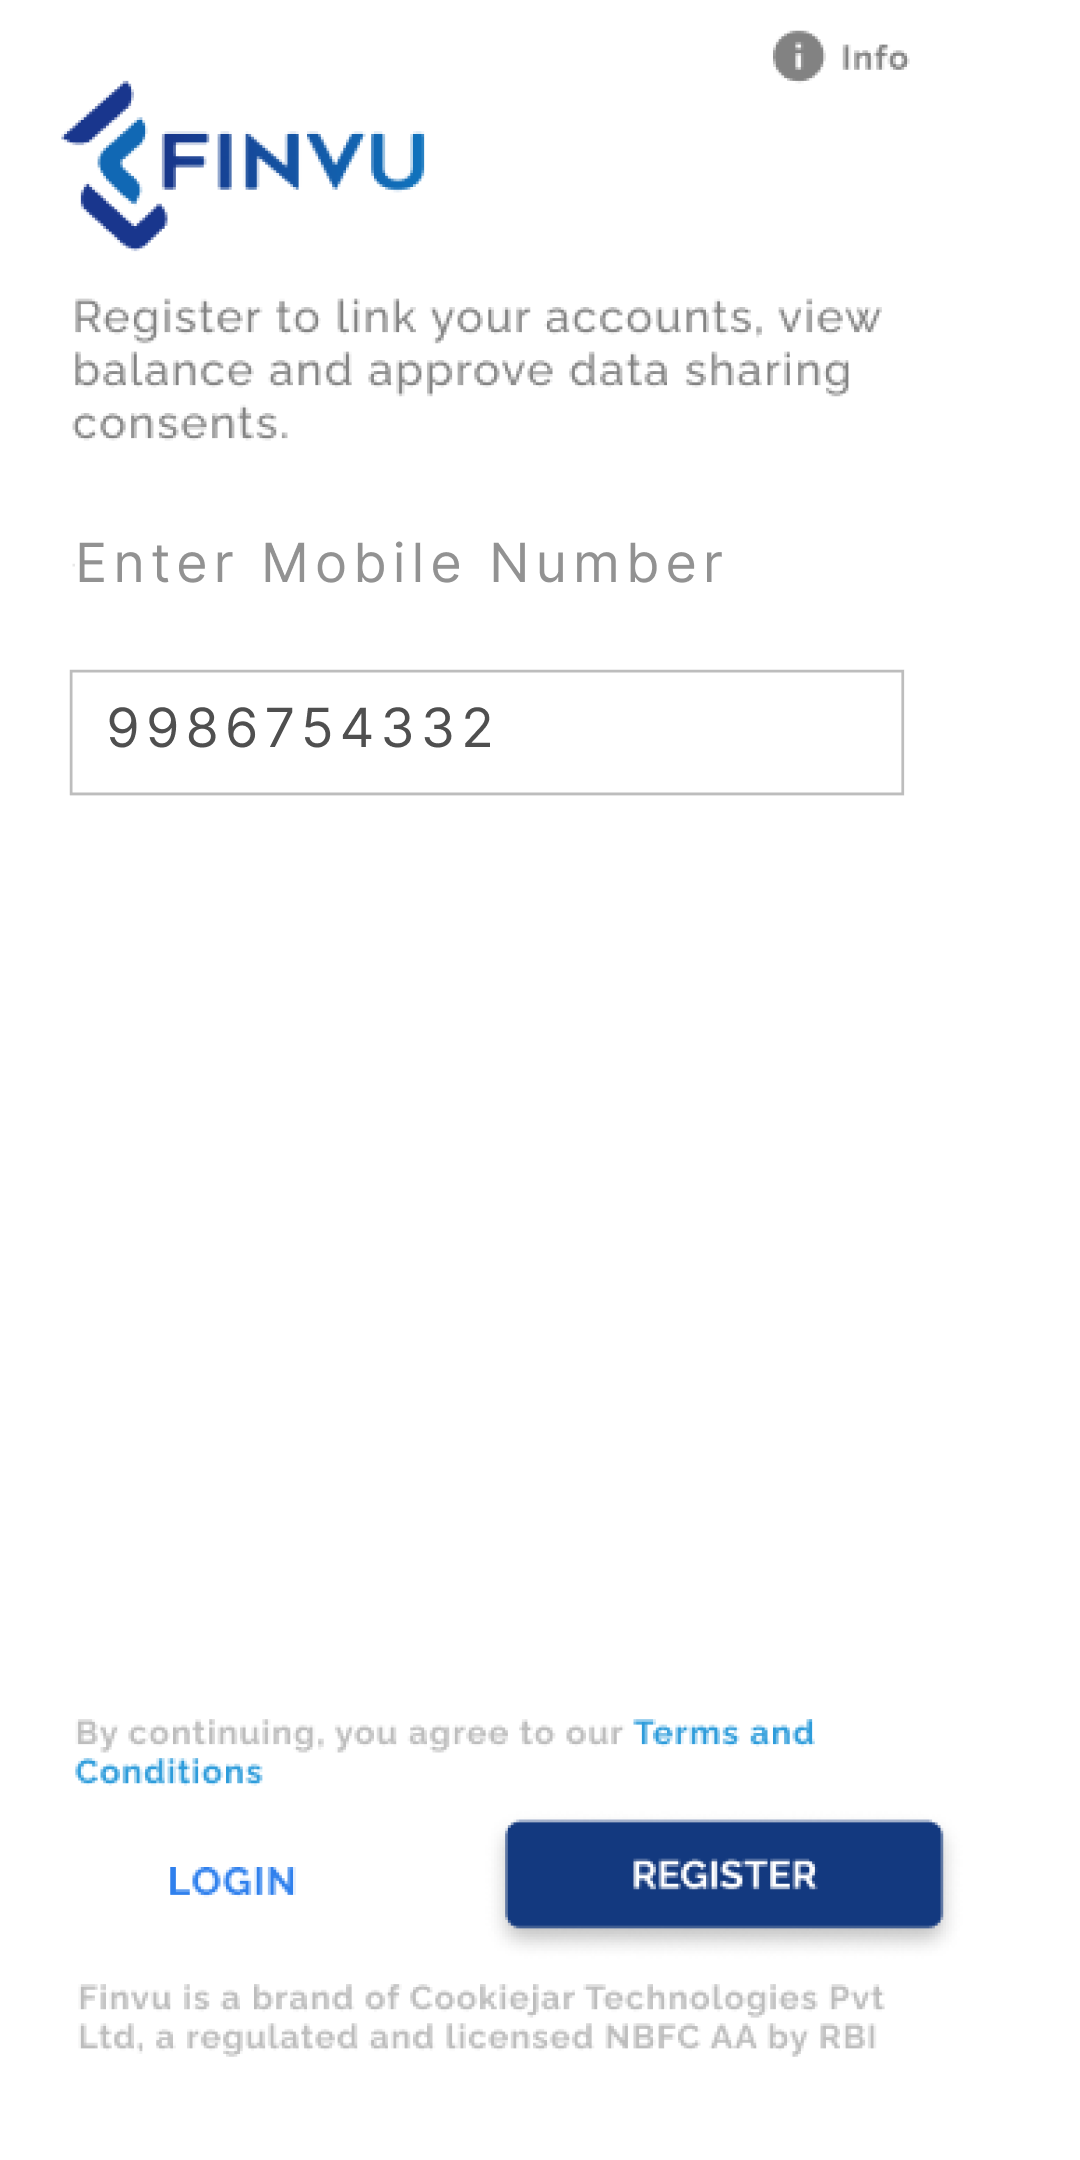 Info
FINVU
Register to link your accounts, view
balance and approve data sharing
consents.
Enter Mobile Number
9986754332
By continuing, you agree to our Terms and
Conditions
LOGIN
REGISTER
Finvu is a brand of Cookiejar Technologies Pvt
Ltd, a regulated and licensed NBFC AA by RBI